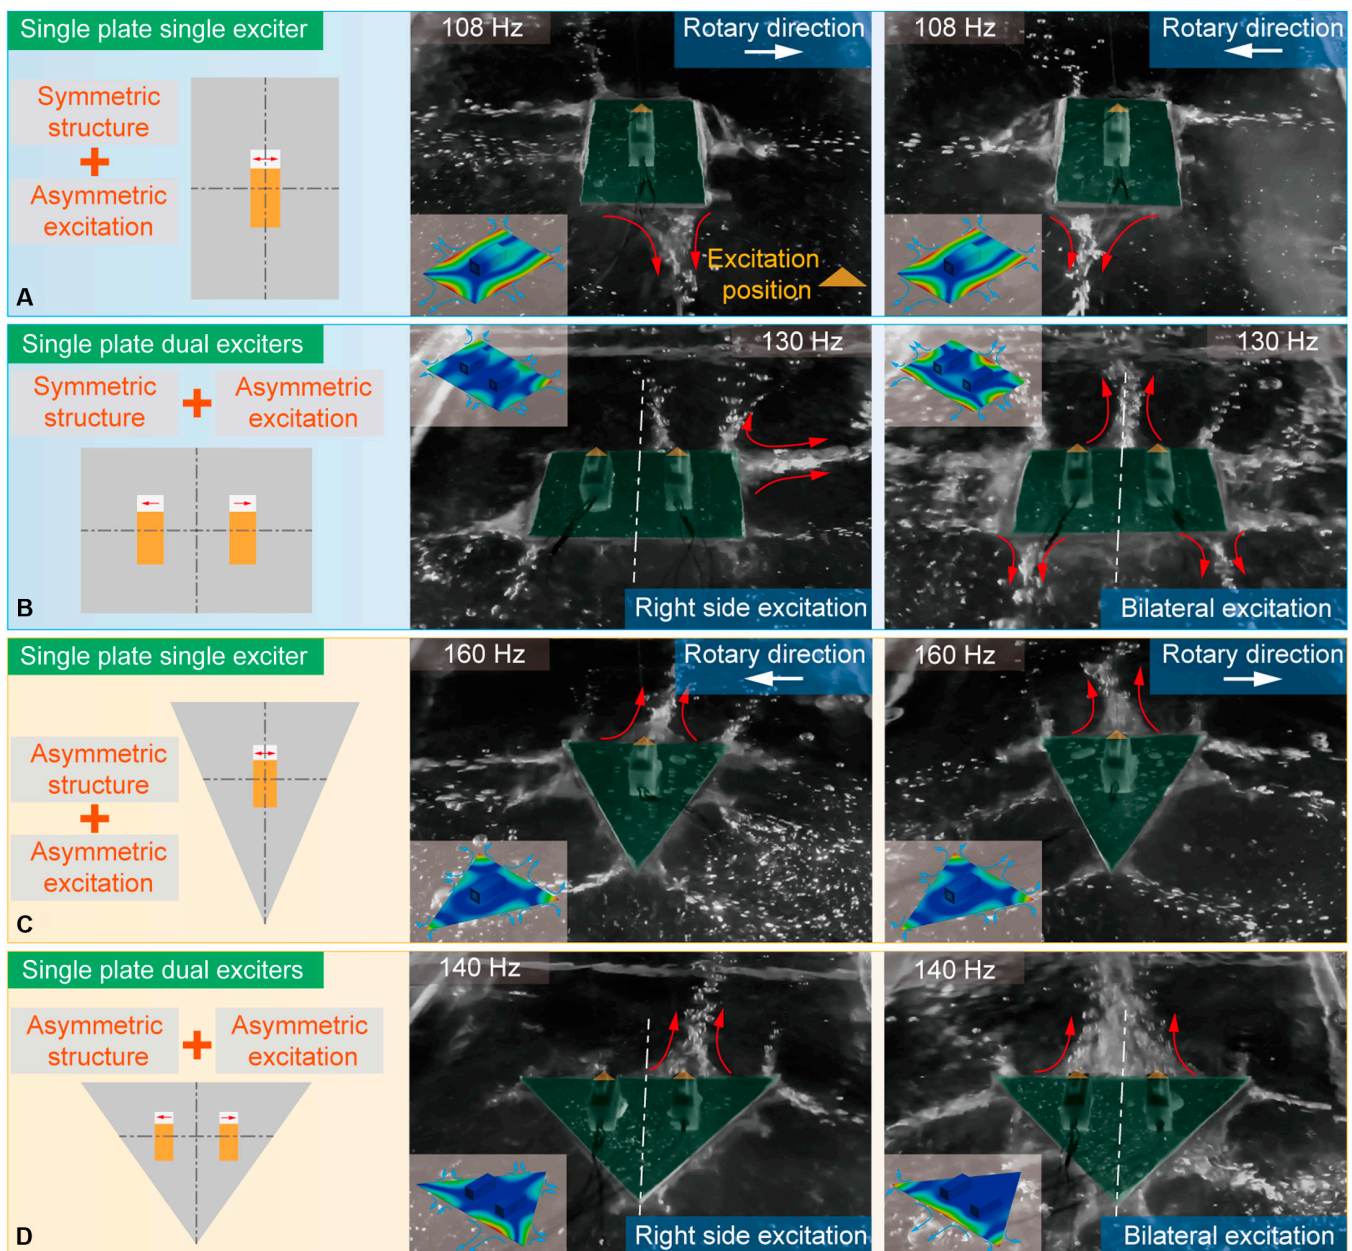 Single plate single exciter
Symmetric
structure
+
Asymmetric
excitation
A
108 Hz
Rotary direction
Excitation
position
108 Hz
Rotary direction
Single plate dual exciters
Symmetric
structure
+
Asymmetric
excitation
B
130 Hz
Right side excitation
130 Hz
Bilateral excitation
Single plate single exciter
Asymmetric
structure
+
Asymmetric
excitation
C
160 Hz
Rotary direction
160 Hz
Rotary direction
Single plate dual exciters
Asymmetric
structure
+
Asymmetric
excitation
D
140 Hz
Right side excitation
140 Hz
Bilateral excitation